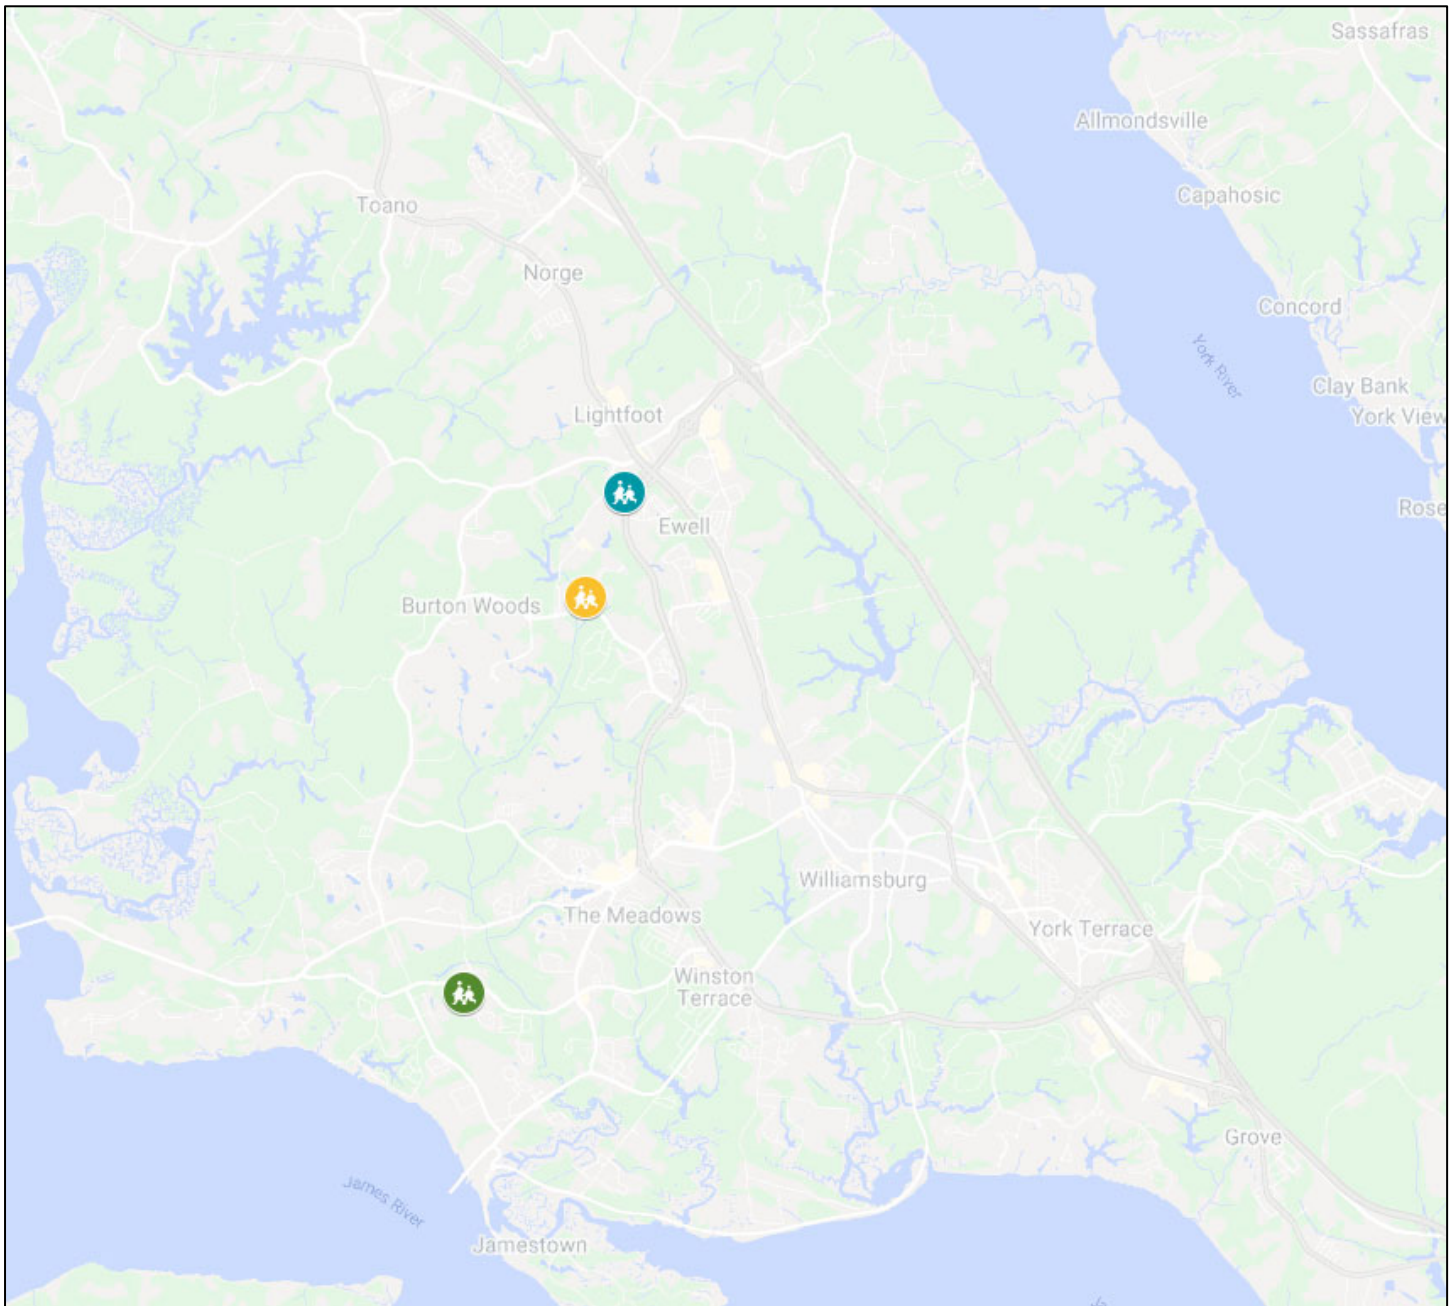 Sassafras
Allmondsville
Capahosic
Toano
Norge
Concord
York River
Clay Bank
York View
Lightfoot
Rose
Ewell
Burton Woods
Williamsburg
The Meadows
York Terrace
Winston
Terrace
Grove
James River
Jamestown